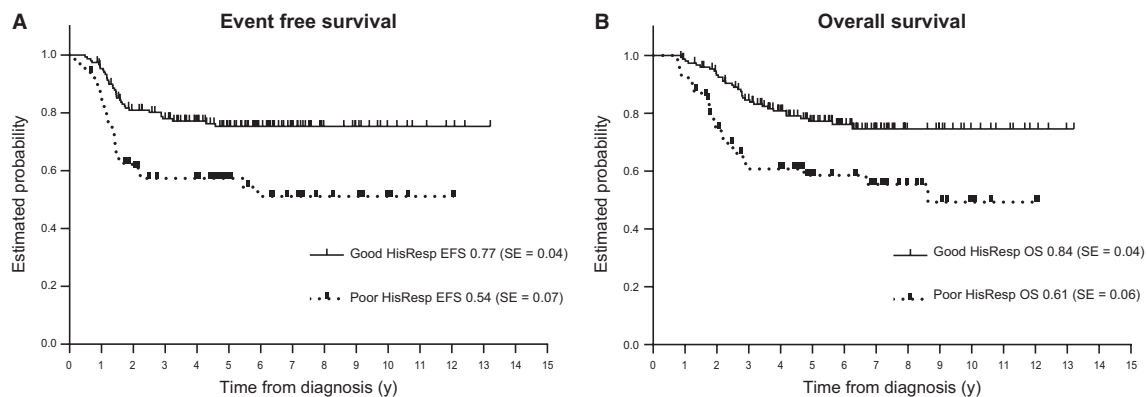 A
Event free survival
1.0
0.8
0.6
0.4
0.2
0.0
Estimated probability
Good HisResp EFS 0.77 (SE = 0.04)
Poor HisResp EFS 0.54 (SE = 0.07)
0 1 2 3 4 5 6 7 8 9 10 11 12 13 14 15
Time from diagnosis (y)
B
Overall survival
1.0
0.8
0.6
0.4
0.2
0.0
Estimated probability
Good HisResp OS 0.84 (SE = 0.04)
Poor HisResp OS 0.61 (SE = 0.06)
0 1 2 3 4 5 6 7 8 9 10 11 12 13 14 15
Time from diagnosis (y)